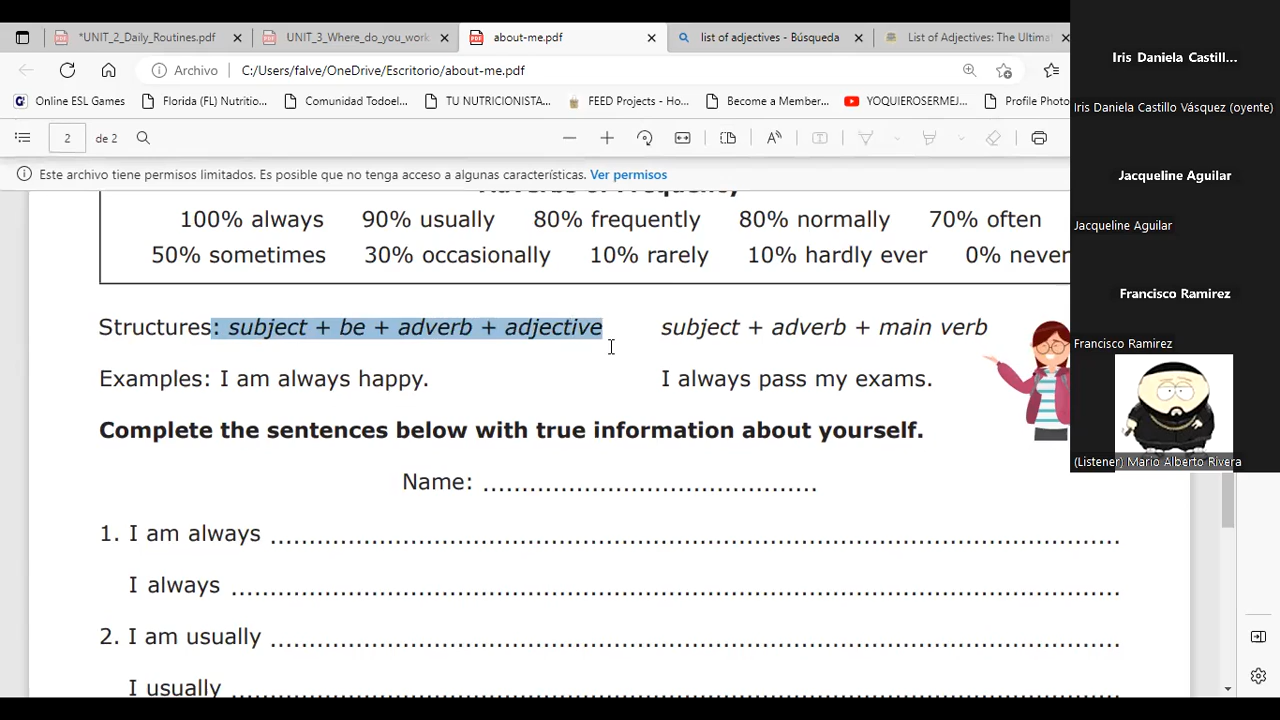 *UNIT_2_Daily_Routines.pdf
UNIT_3_Where_do_you_work
about-me.pdf
list of adjectives - Búsqueda
List of Adjectives: The Ultima
Archivo
C:/Users/falve/OneDrive/Escritorio/about-me.pdf
Online ESL Games
Florida (FL) Nutritio...
Comunidad Todoel...
TU NUTRICIONISTA...
FEED Projects - Ho...
Become a Member...
YOQUIEROSERMEJ...
Profile Photo
2
de 2
Este archivo tiene permisos limitados. Es posible que no tenga acceso a algunas características.
Ver permisos
Adverbs of Frequency
100% always 90% usually 80% frequently 80% normally 70% often
50% sometimes 30% occasionally 10% rarely 10% hardly ever 0% never
Structures: subject + be + adverb + adjective subject + adverb + main verb
Examples: I am always happy. I always pass my exams.
Complete the sentences below with true information about yourself.
Name: ........................................
1. I am always ....................................................................................
I always ........................................................................................
2. I am usually ....................................................................................
I usually ........................................................................................
Iris Daniela Castill...
Iris Daniela Castillo Vásquez (oyente)
Jacqueline Aguilar
Jacqueline Aguilar
Francisco Ramirez
Francisco Ramirez
(Listener) Mario Alberto Rivera